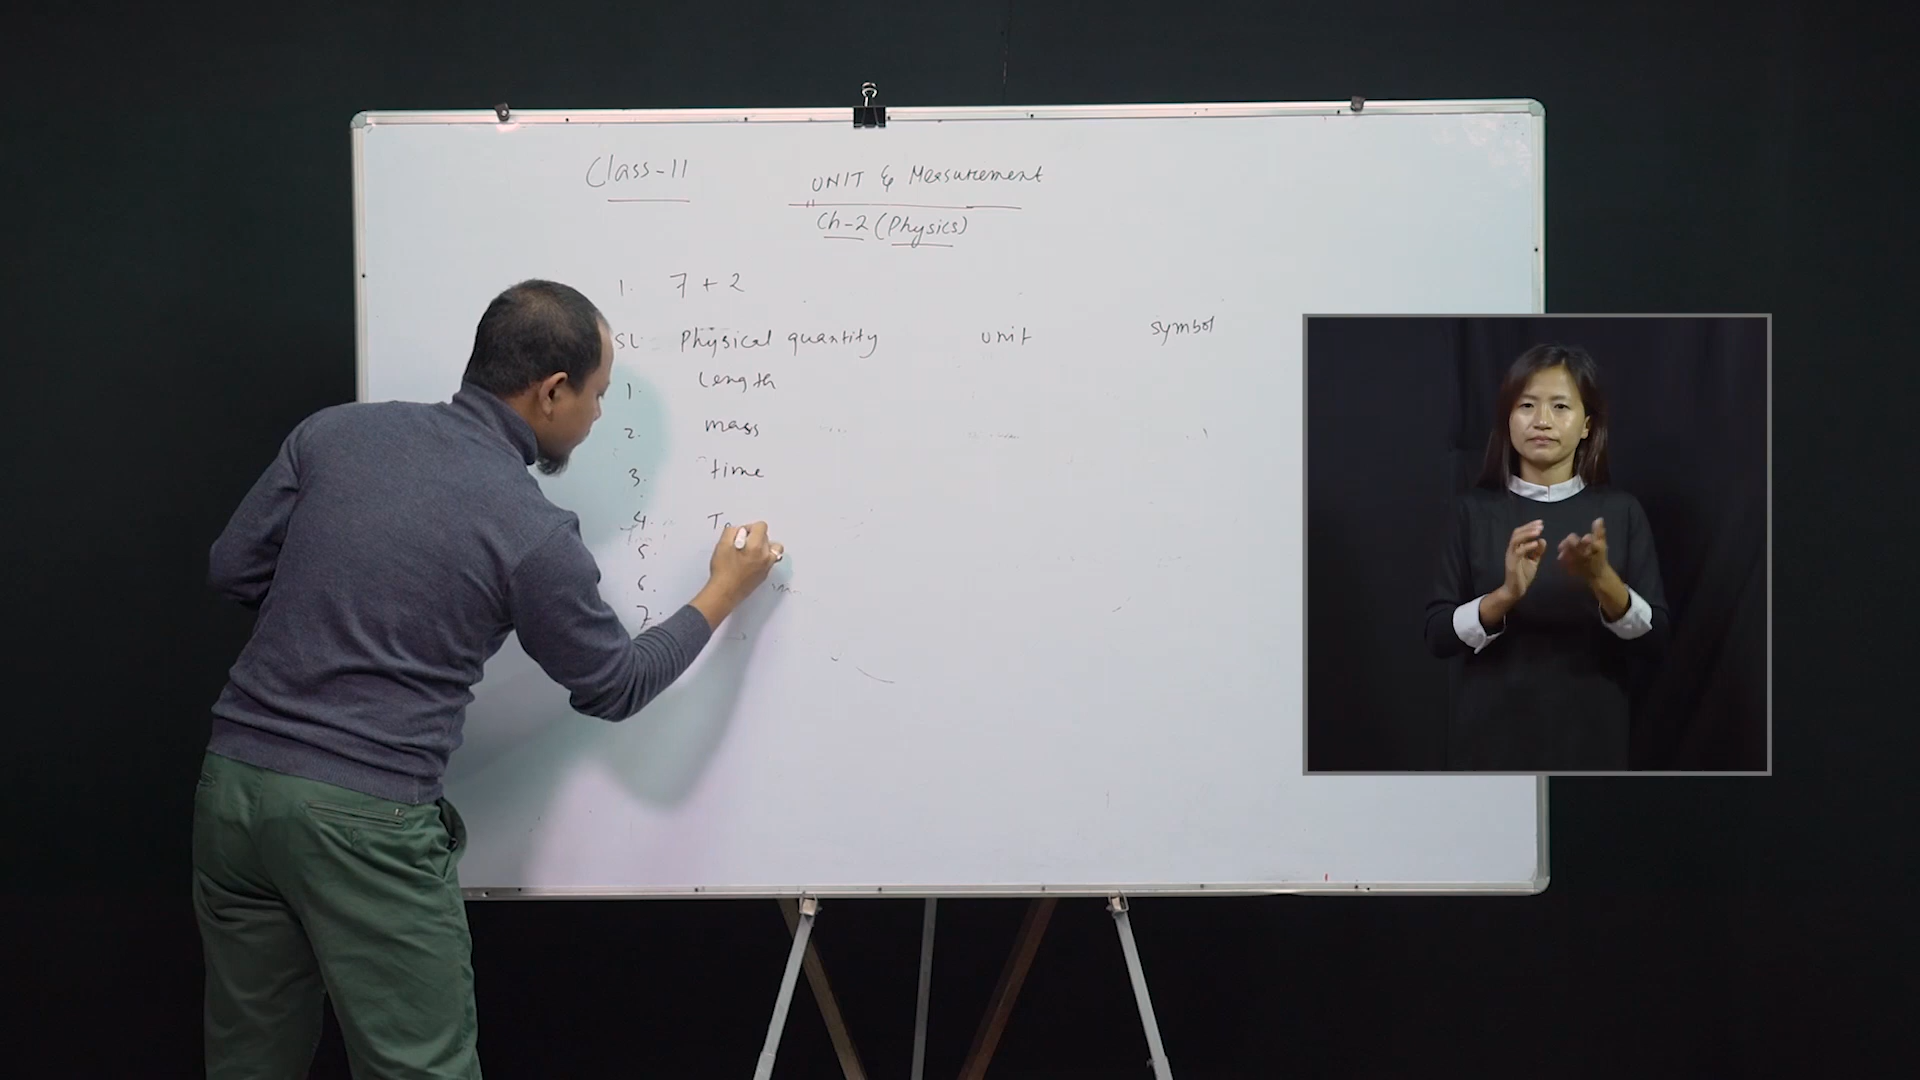 Class-11
UNIT & Measurement
Ch-2 (Physics)
1. 7 + 2
SL Physical quantity unit symbol
1. Length
2. mass
3. time
4. Te
5.
6.
7.